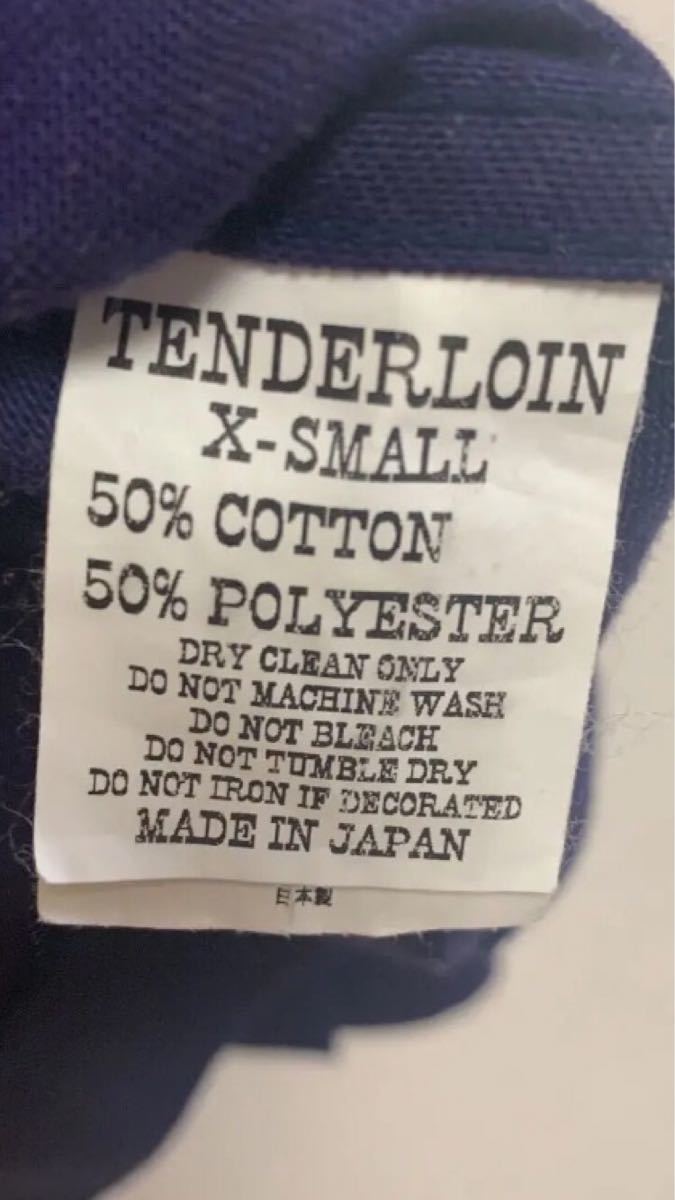 TENDERLOIN
X-SMALL
50% COTTON
50% POLYESTER
DRY CLEAN ONLY
DO NOT MACHINE WASH
DO NOT BLEACH
DO NOT TUMBLE DRY
DO NOT IRON IF DECORATED
MADE IN JAPAN
日本製